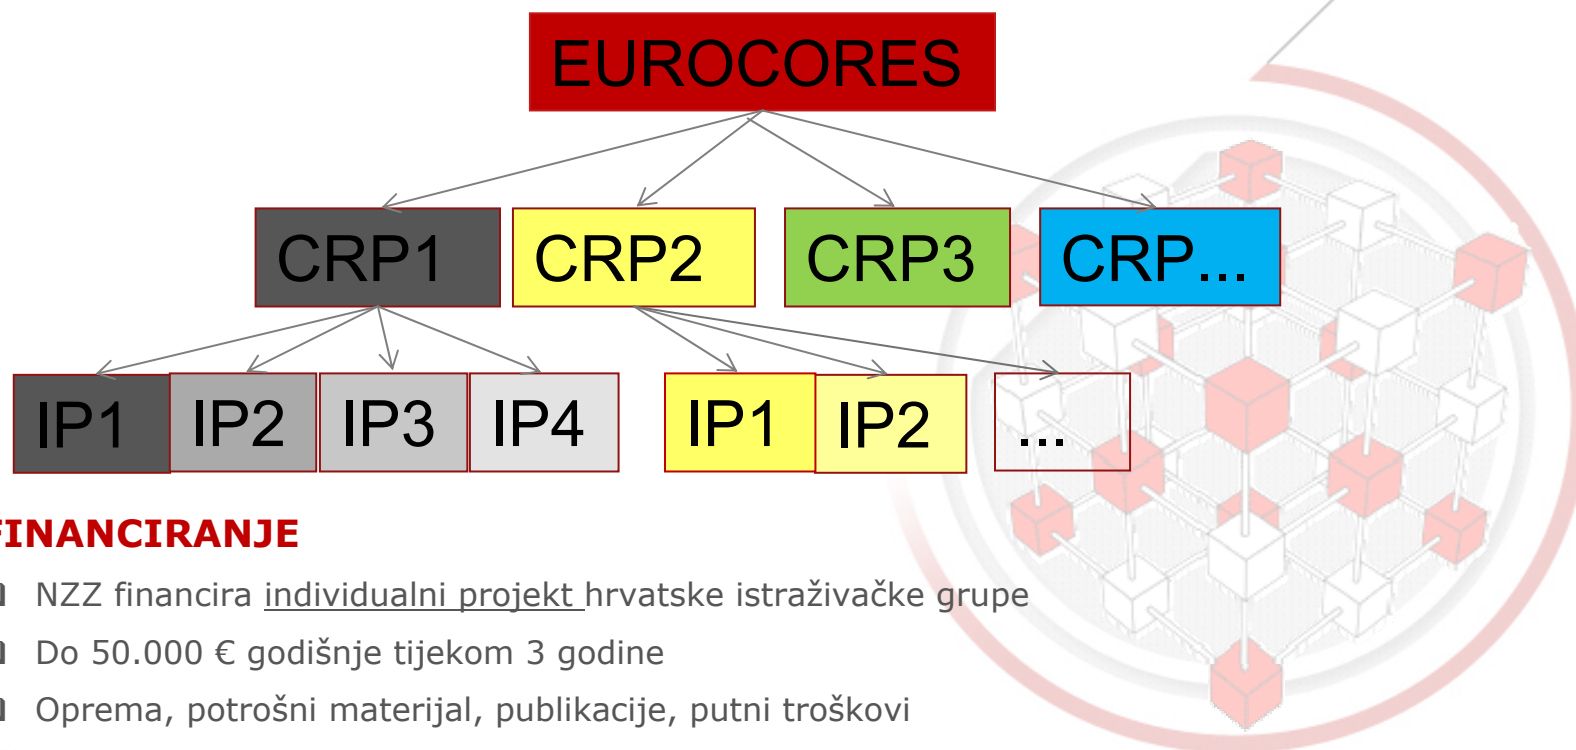 EUROCORES
CRP1 CRP2 CRP3 CRP...
IP1 IP2 IP3 IP4 IP1 IP2 ...
FINANCIRANJE
NZZ financira individualni projekt hrvatske istraživačke grupe
Do 50.000 € godišnje tijekom 3 godine
Oprema, potrošni materijal, publikacije, putni troškovi